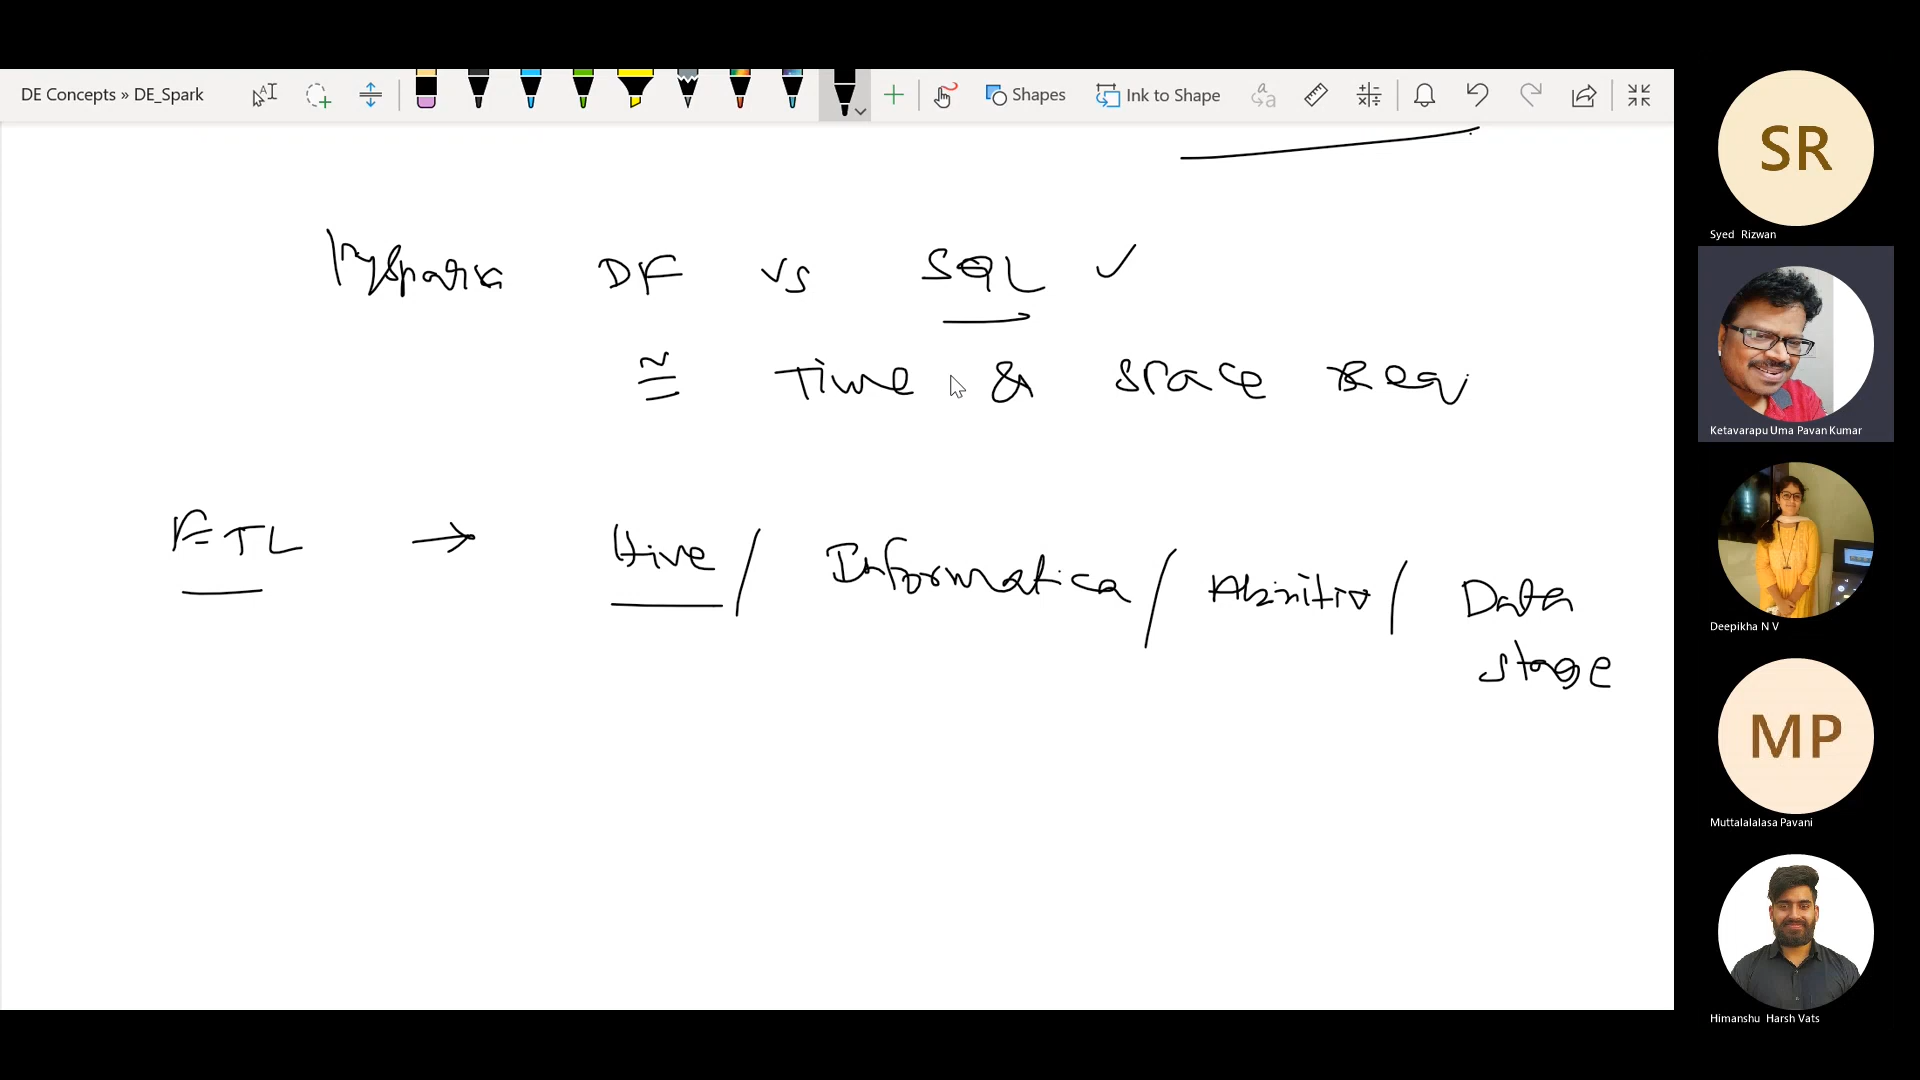 DE Concepts » DE_Spark
Shapes
Ink to Shape
PySpark DF vs SQL ✓
≅ Time & Space Req
ETL → Hive / Informatica / Abinitio / Data
stage
SR
Syed Rizwan
Ketavarapu Uma Pavan Kumar
Deepikha N V
MP
Muttalalalasa Pavani
Himanshu Harsh Vats